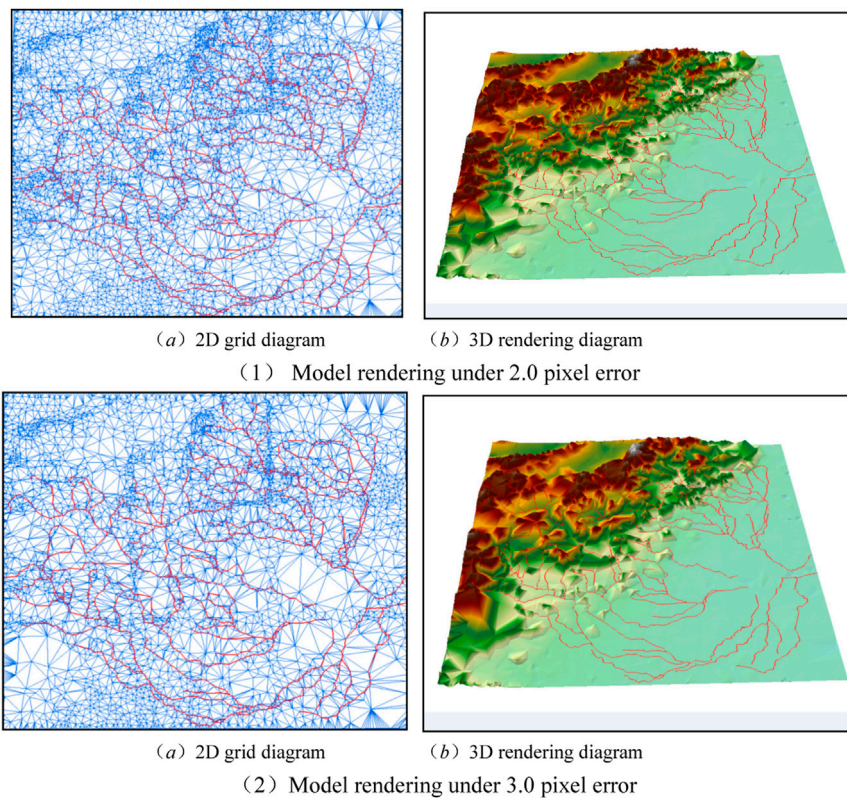 （a）2D grid diagram （b）3D rendering diagram
（1） Model rendering under 2.0 pixel error
（a）2D grid diagram （b）3D rendering diagram
（2）Model rendering under 3.0 pixel error